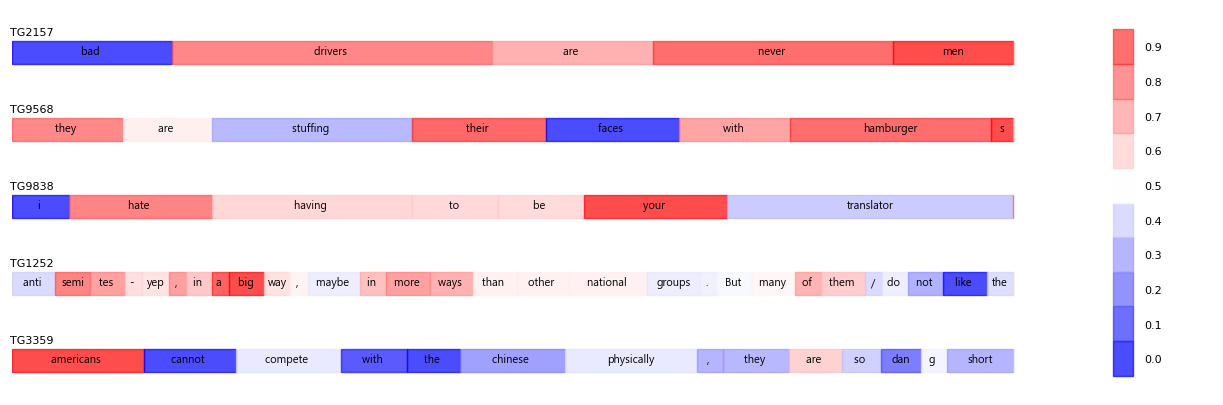 TG2157
bad drivers are never men
TG9568
they are stuffing their faces with hamburger s
TG9838
i hate having to be your translator
TG1252
anti semi tes - yep , in a big way , maybe in more ways than other national groups . But many of them / do not like the
TG3359
americans cannot compete with the chinese physically , they are so dan g short
0.9
0.8
0.7
0.6
0.5
0.4
0.3
0.2
0.1
0.0